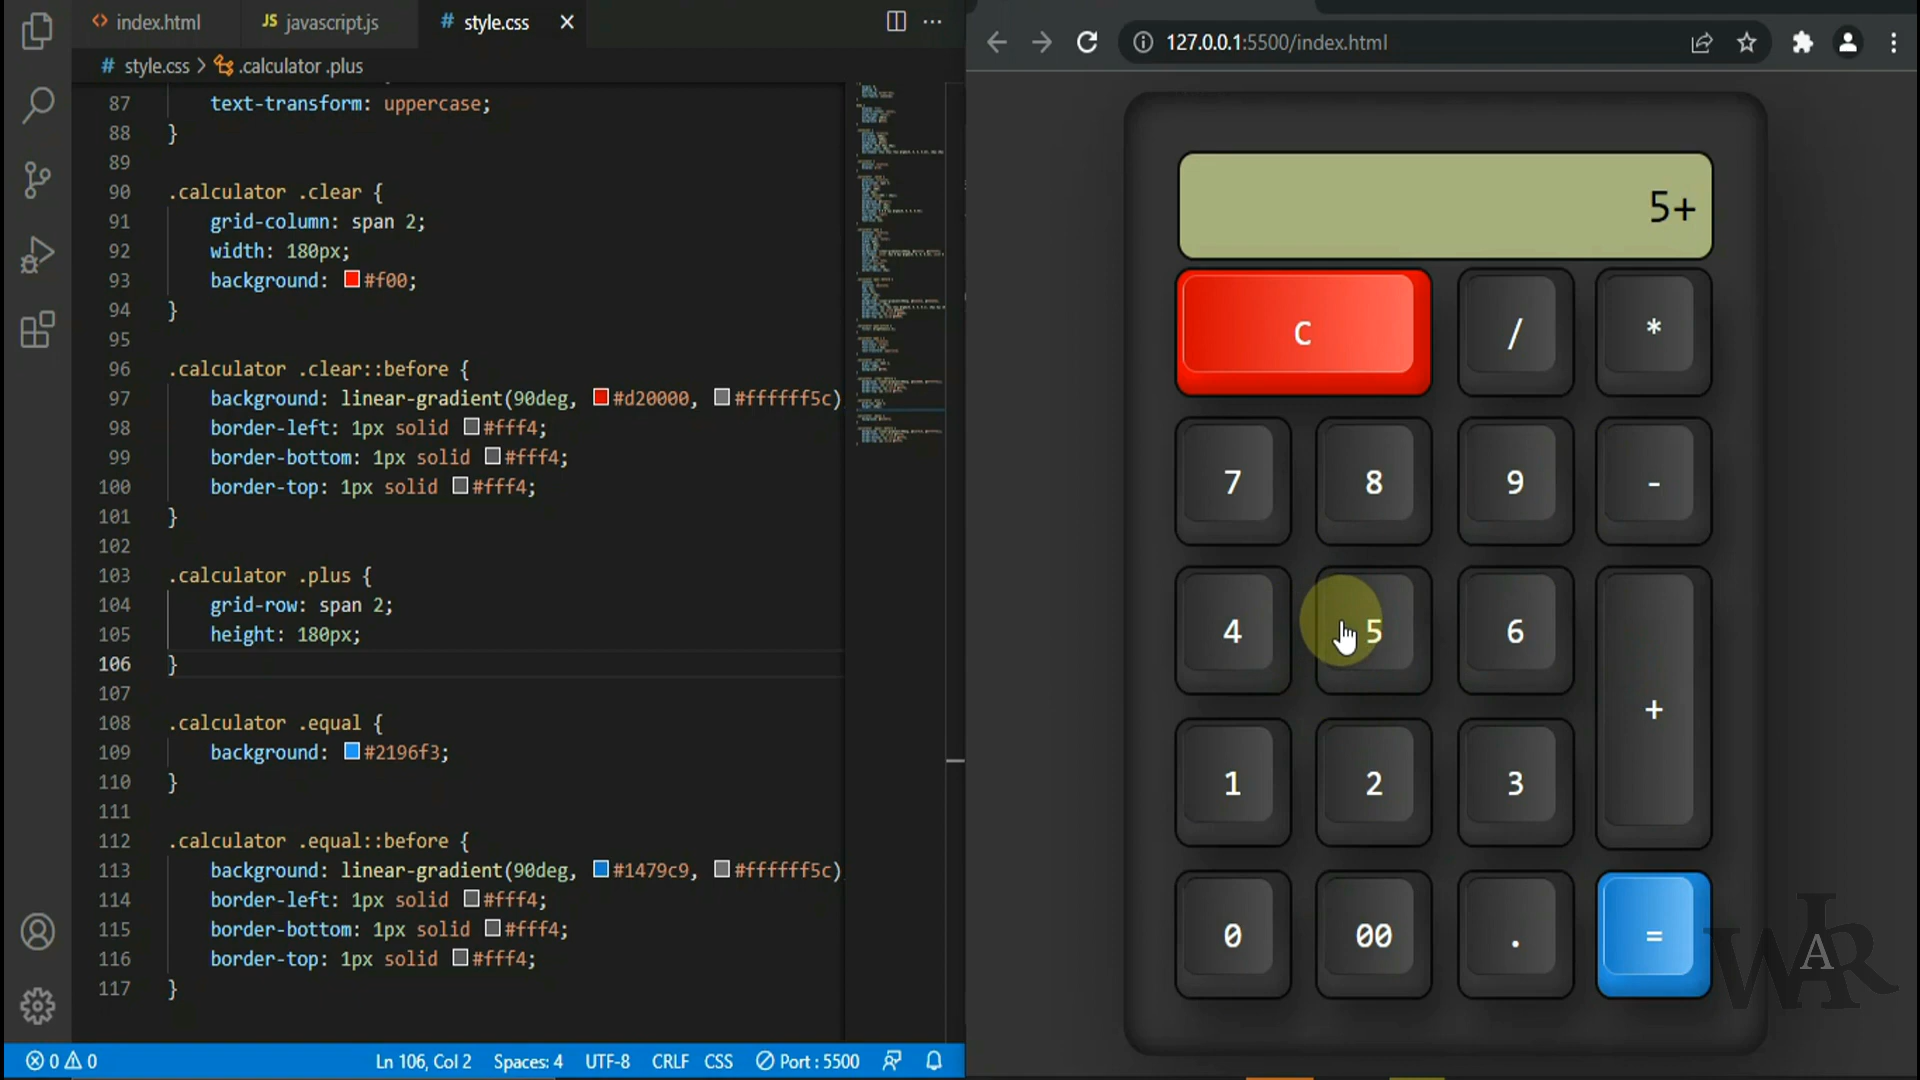 index.html
JS javascript.js
# style.css
# style.css > .calculator .plus
87 text-transform: uppercase;
88 }
89
90 .calculator .clear {
91 grid-column: span 2;
92 width: 180px;
93 background: #f00;
94 }
95
96 .calculator .clear::before {
97 background: linear-gradient(90deg, #d20000, #ffffff5c)
98 border-left: 1px solid #fff4;
99 border-bottom: 1px solid #fff4;
100 border-top: 1px solid #fff4;
101 }
102
103 .calculator .plus {
104 grid-row: span 2;
105 height: 180px;
106 }
107
108 .calculator .equal {
109 background: #2196f3;
110 }
111
112 .calculator .equal::before {
113 background: linear-gradient(90deg, #1479c9, #ffffff5c)
114 border-left: 1px solid #fff4;
115 border-bottom: 1px solid #fff4;
116 border-top: 1px solid #fff4;
117 }
0 0
Ln 106, Col 2 Spaces: 4 UTF-8 CRLF CSS Port : 5500
127.0.0.1:5500/index.html
5+
C / *
7 8 9 -
4 5 6
+
1 2 3
0 00 . =
WAR